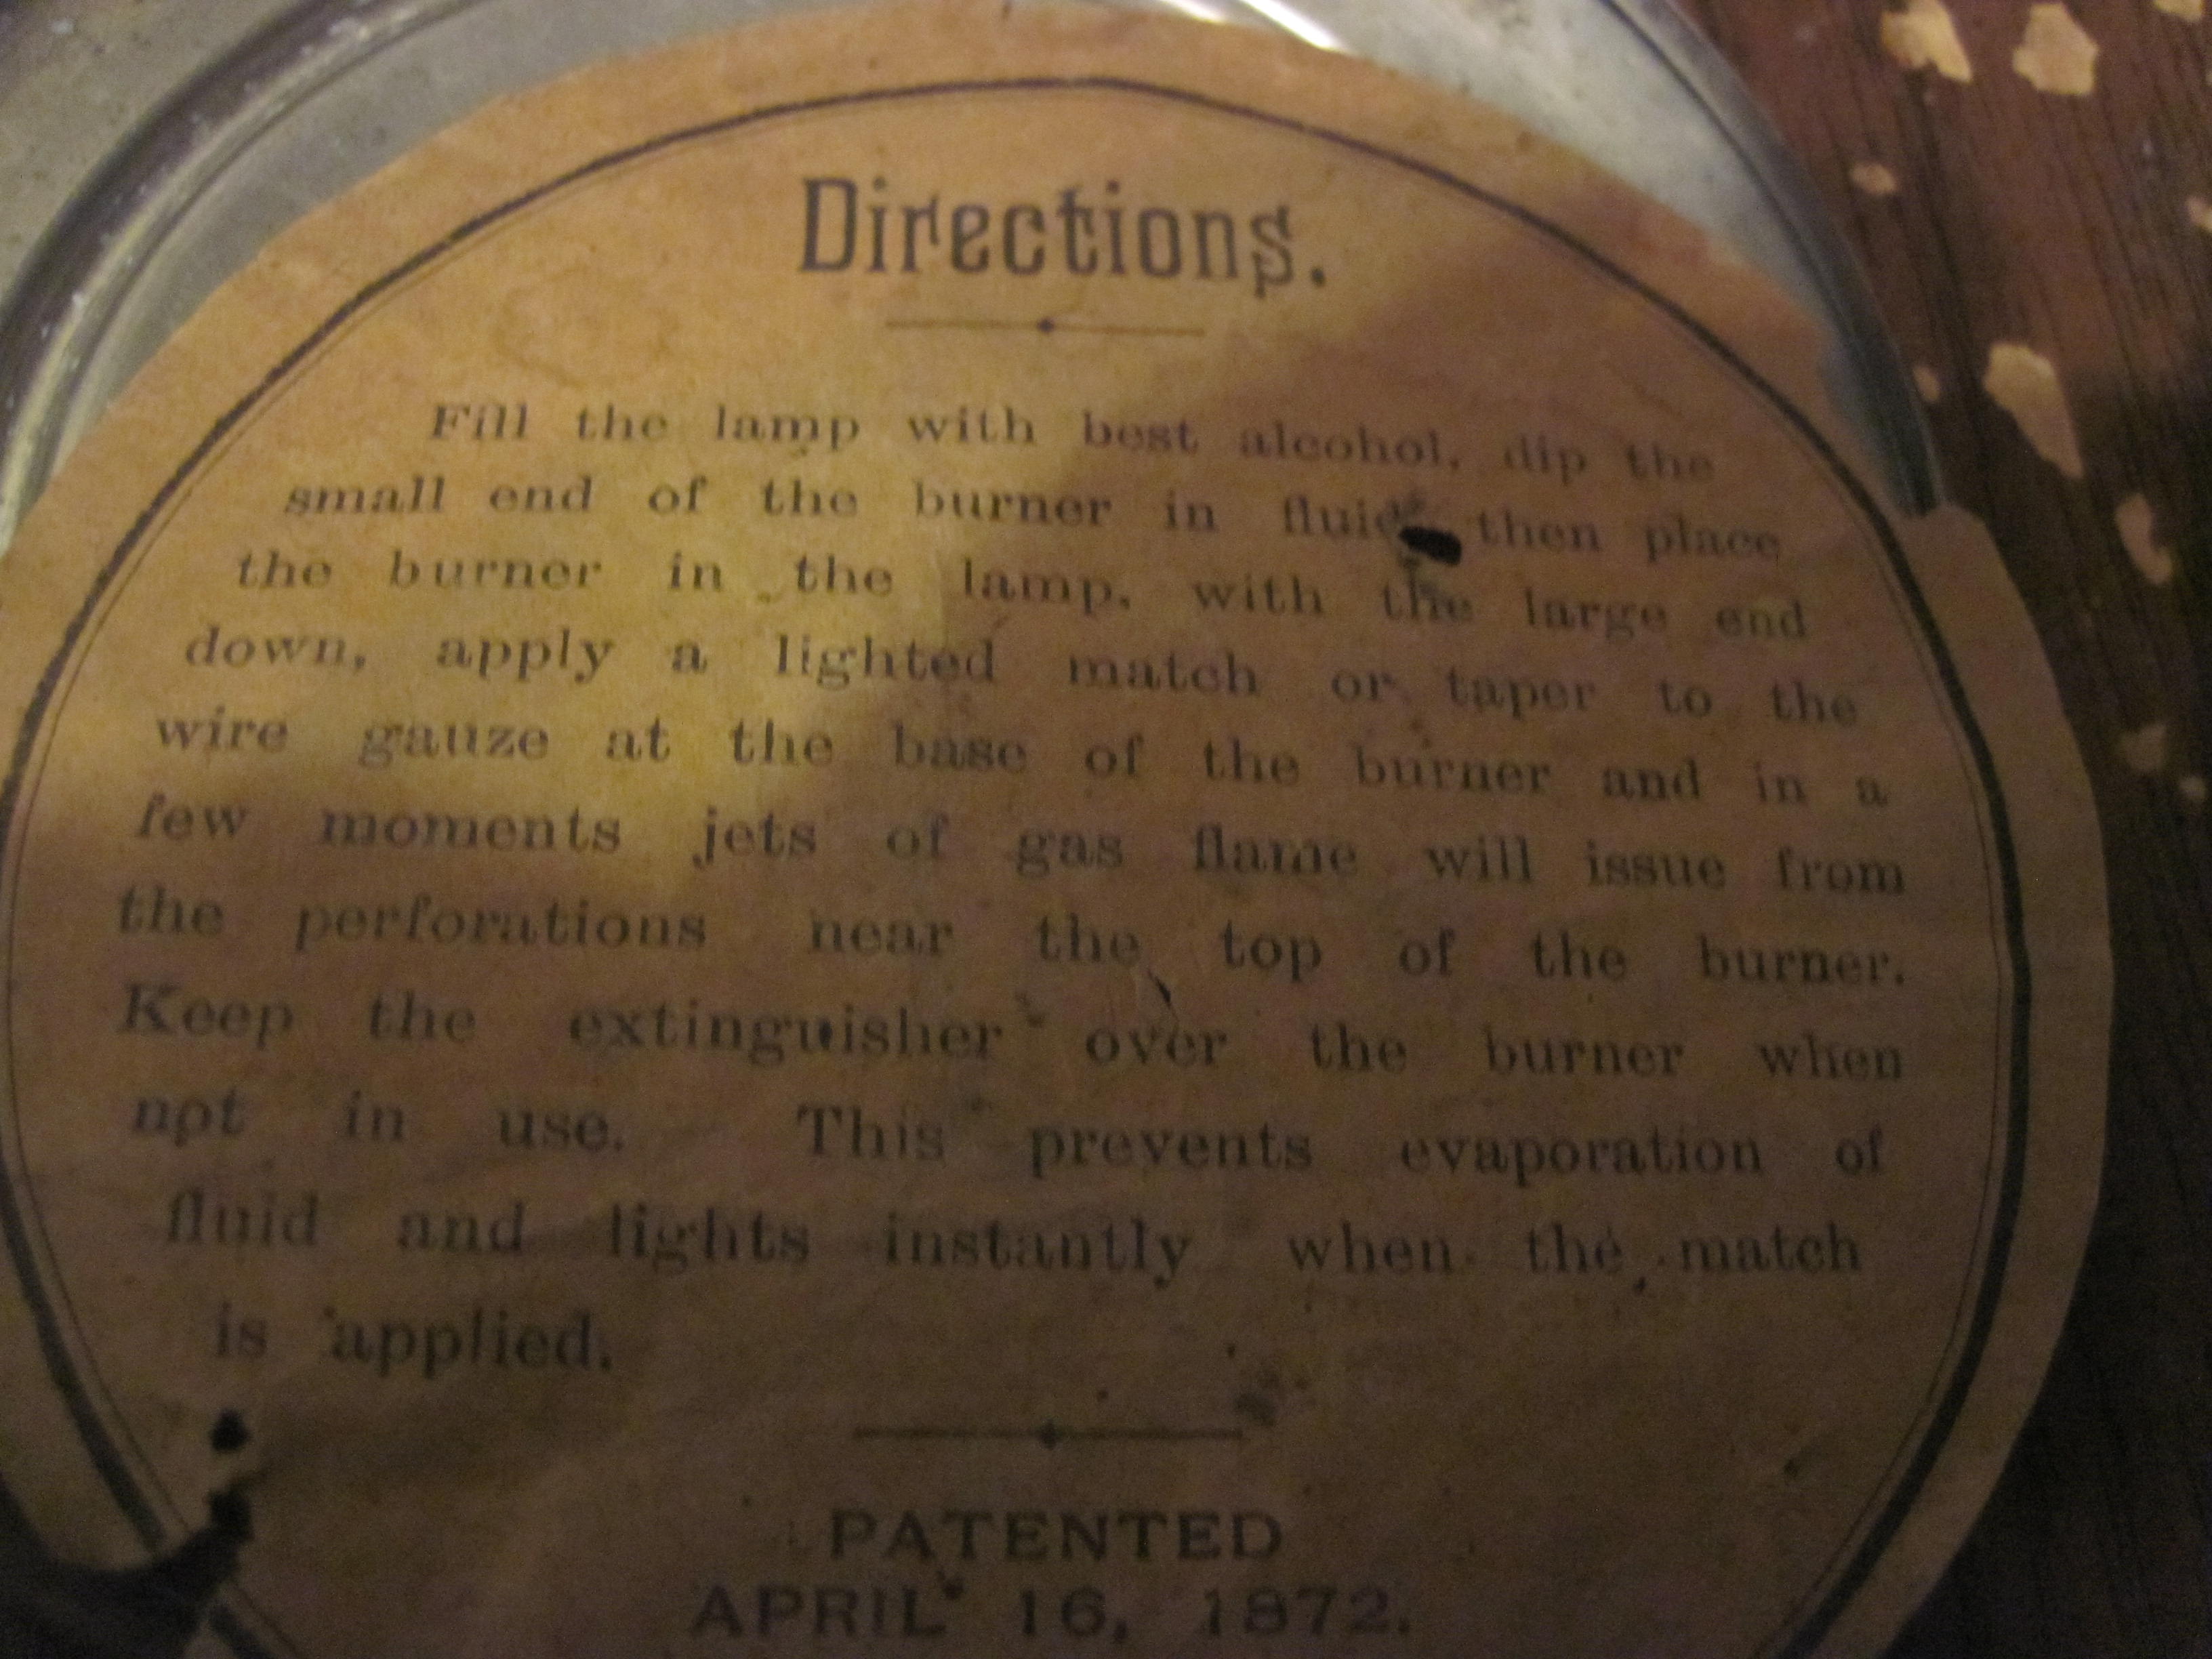 Directions.
Fill the lamp with best alcohol, dip the
small end of the burner in fluid then place
the burner in the lamp, with the large end
down, apply a lighted match or taper to the
wire gauze at the base of the burner and in a
few moments jets of gas flame will issue from
the perforations near the top of the burner.
Keep the extinguisher over the burner when
not in use. This prevents evaporation of
fluid and lights instantly when the match
is applied.
PATENTED
APRIL 16, 1872.